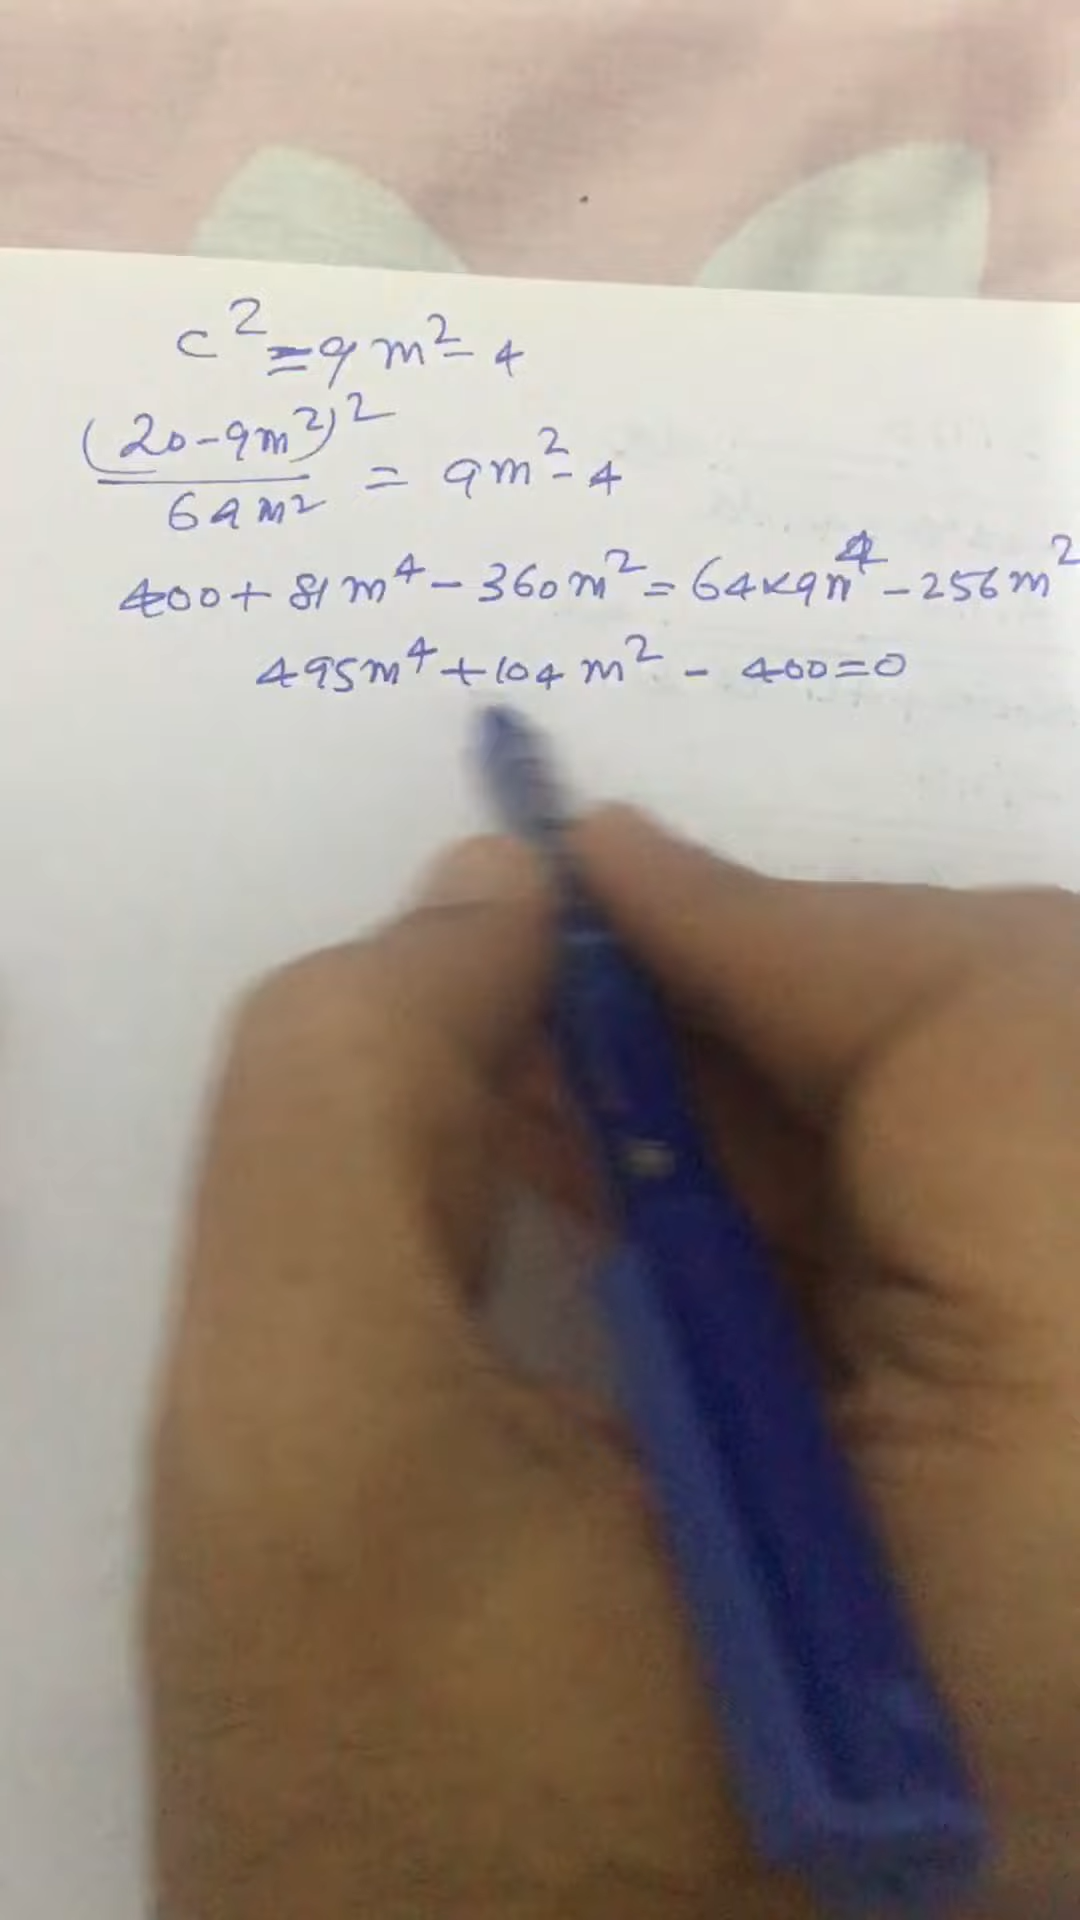 c² = 9m² - 4
(20-9m²)²/64m² = 9m² - 4
400 + 81m⁴ - 360m² = 64×9m⁴ - 256m²
495m⁴ + 104m² - 400 = 0